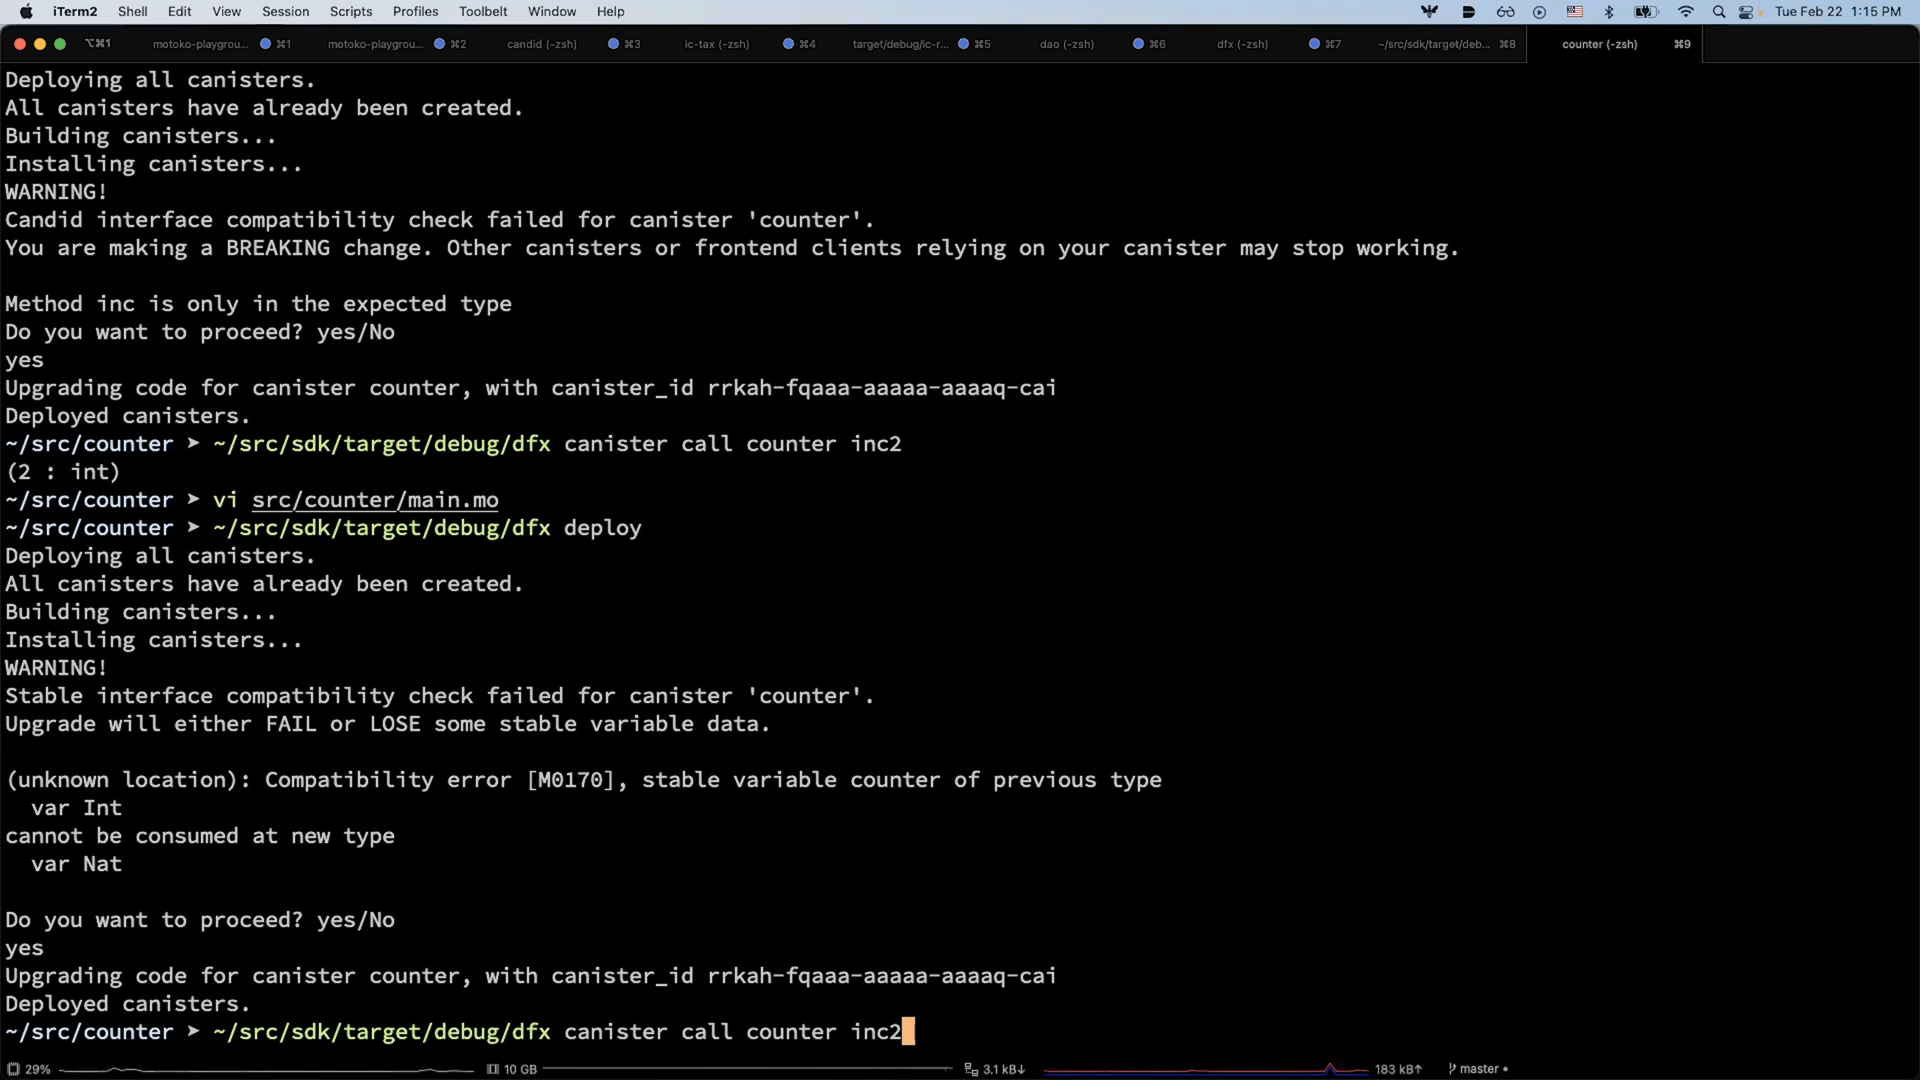 iTerm2 Shell Edit View Session Scripts Profiles Toolbelt Window Help Tue Feb 22 1:15 PM
⌥⌘1 motoko-playgrou... ⌘1 motoko-playgrou... ⌘2 candid (-zsh) ⌘3 ic-tax (-zsh) ⌘4 target/debug/ic-r... ⌘5 dao (-zsh) ⌘6 dfx (-zsh) ⌘7 ~/src/sdk/target/deb... ⌘8 counter (-zsh) ⌘9
Deploying all canisters.
All canisters have already been created.
Building canisters...
Installing canisters...
WARNING!
Candid interface compatibility check failed for canister 'counter'.
You are making a BREAKING change. Other canisters or frontend clients relying on your canister may stop working.
Method inc is only in the expected type
Do you want to proceed? yes/No
yes
Upgrading code for canister counter, with canister_id rrkah-fqaaa-aaaaa-aaaaq-cai
Deployed canisters.
~/src/counter ➤ ~/src/sdk/target/debug/dfx canister call counter inc2
(2 : int)
~/src/counter ➤ vi src/counter/main.mo
~/src/counter ➤ ~/src/sdk/target/debug/dfx deploy
Deploying all canisters.
All canisters have already been created.
Building canisters...
Installing canisters...
WARNING!
Stable interface compatibility check failed for canister 'counter'.
Upgrade will either FAIL or LOSE some stable variable data.
(unknown location): Compatibility error [M0170], stable variable counter of previous type
var Int
cannot be consumed at new type
var Nat
Do you want to proceed? yes/No
yes
Upgrading code for canister counter, with canister_id rrkah-fqaaa-aaaaa-aaaaq-cai
Deployed canisters.
~/src/counter ➤ ~/src/sdk/target/debug/dfx canister call counter inc2
29% 10 GB 3.1 kB↓ 183 kB↑ master •